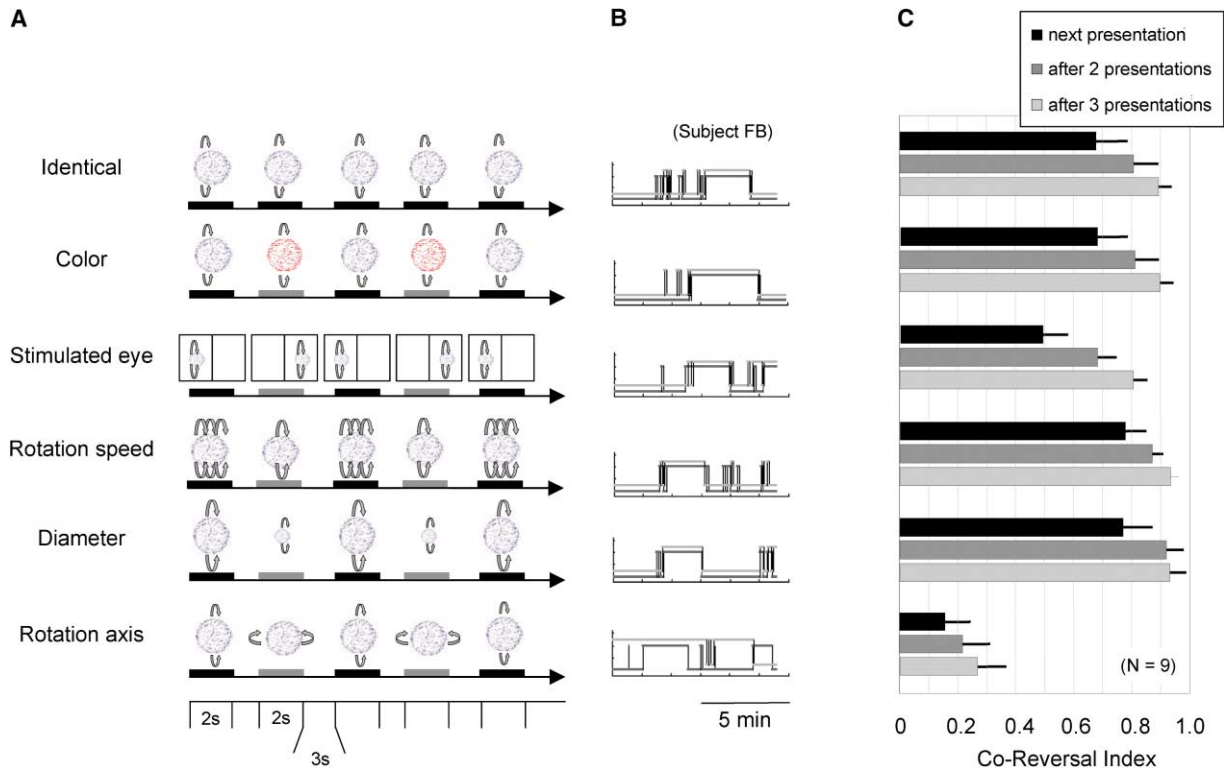 A
B
C
next presentation
after 2 presentations
after 3 presentations
(Subject FB)
Identical
Color
Stimulated eye
Rotation speed
Diameter
Rotation axis
(N = 9)
2s
2s
3s
5 min
0 0.2 0.4 0.6 0.8 1.0
Co-Reversal Index